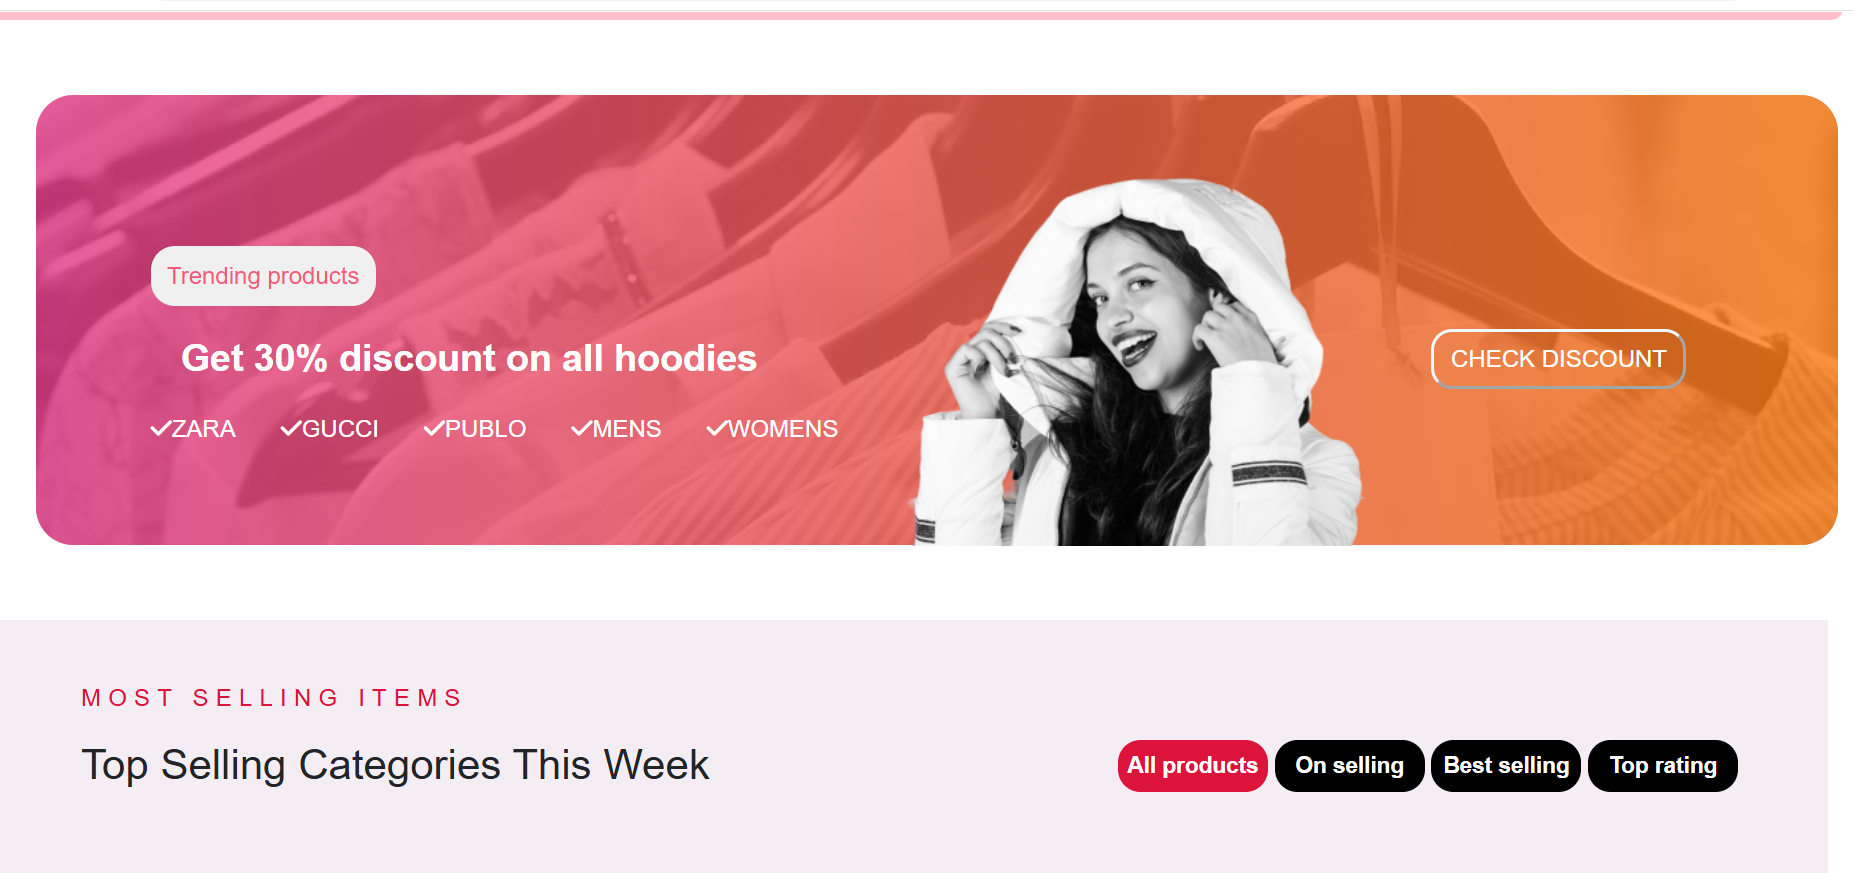 Trending products
Get 30% discount on all hoodies
ZARA GUCCI PUBLO MENS WOMENS
CHECK DISCOUNT
MOST SELLING ITEMS
Top Selling Categories This Week
All products On selling Best selling Top rating